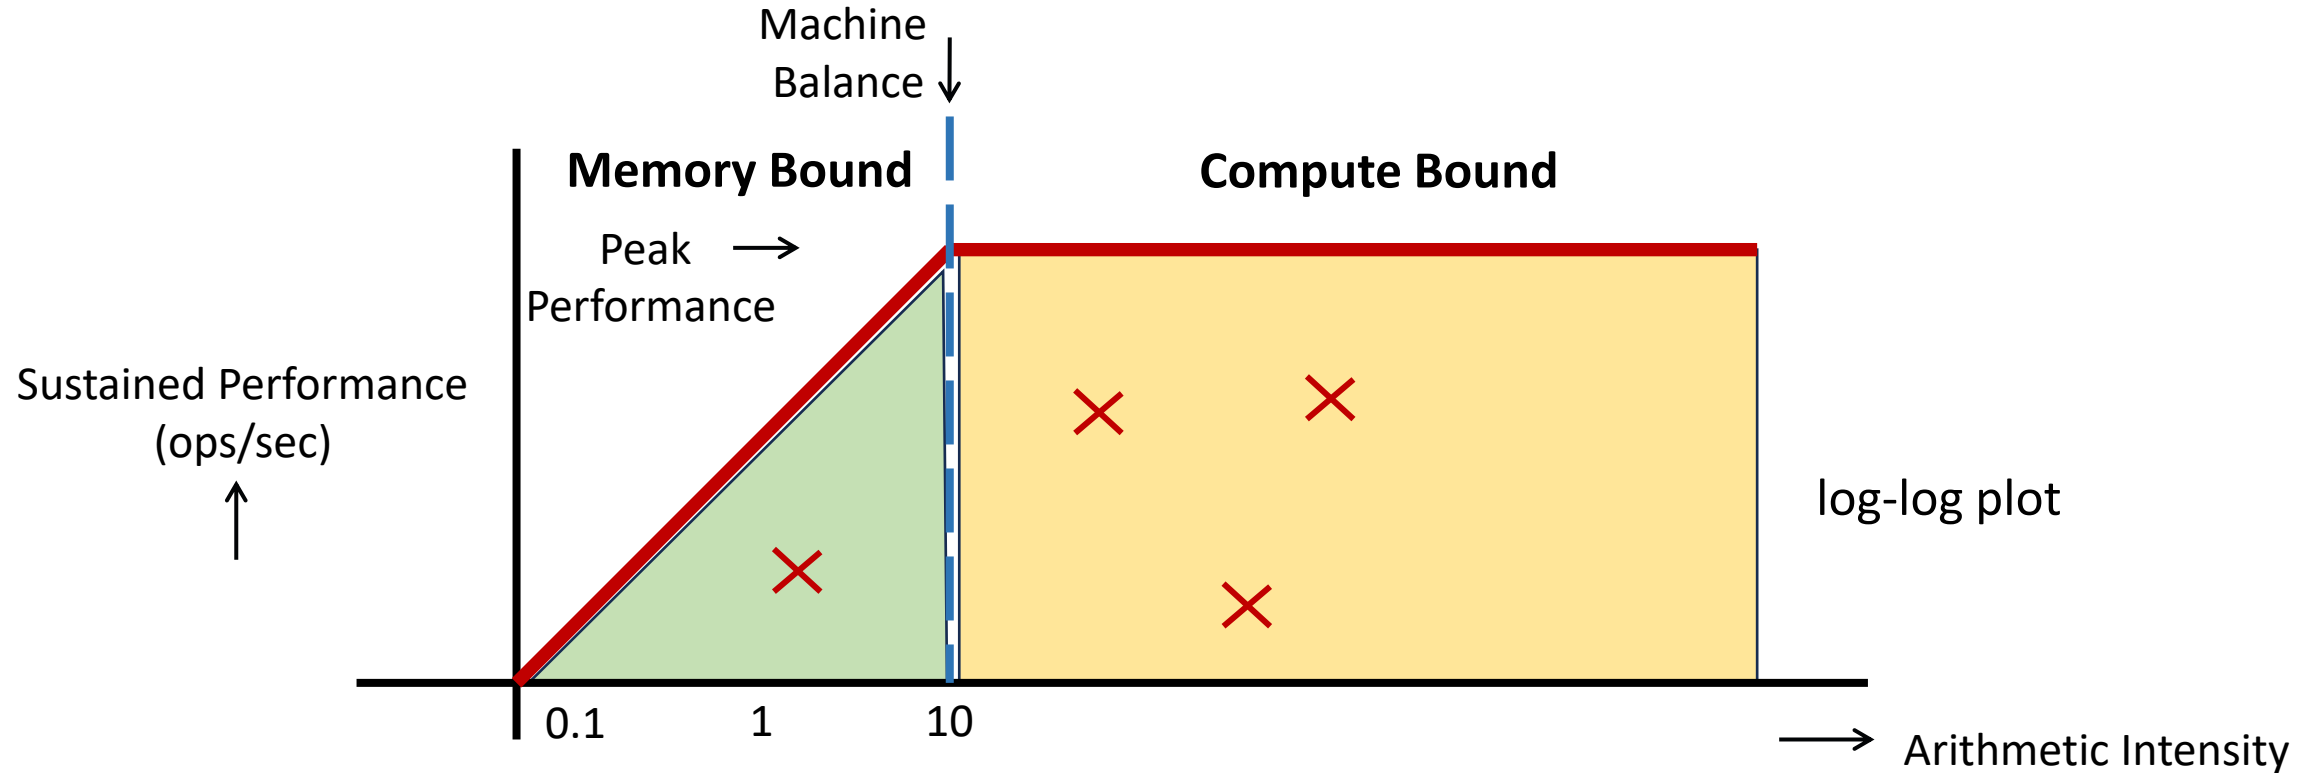 Machine
Balance
Memory Bound
Compute Bound
Peak
Performance
Sustained Performance
(ops/sec)
log-log plot
0.1
1
10
Arithmetic Intensity